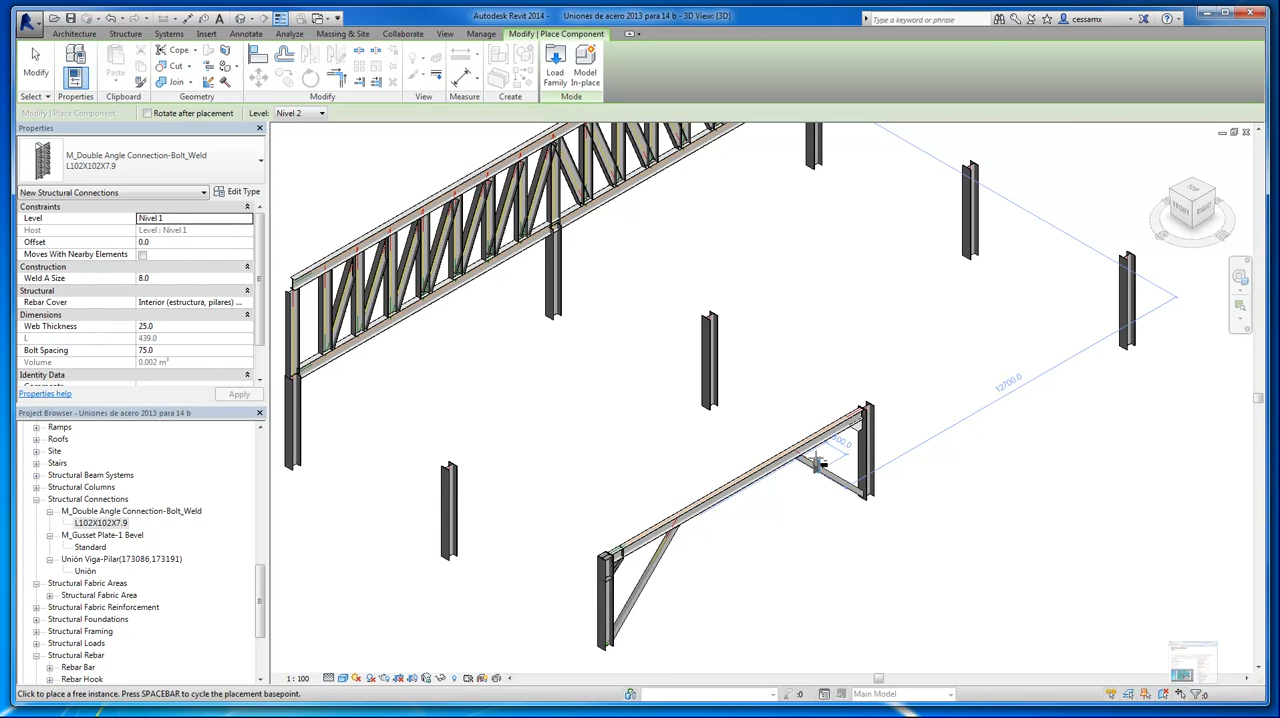 Autodesk Revit 2014 - Uniones de acero 2013 para 14 b - 3D View: {3D}
Type a keyword or phrase
cessamx
Architecture Structure Systems Insert Annotate Analyze Massing & Site Collaborate View Manage Modify | Place Component
Modify
Paste
Cope
Cut
Join
Load Family
Model In-place
Select Properties Clipboard Geometry Modify View Measure Create Mode
Modify | Place Component
Rotate after placement
Level: Nivel 2
Properties
M_Double Angle Connection-Bolt_Weld
L102X102X7.9
New Structural Connections
Edit Type
Constraints
Level Nivel 1
Host Level : Nivel 1
Offset 0.0
Moves With Nearby Elements
Construction
Weld A Size 8.0
Structural
Rebar Cover Interior (estructura, pilares) ...
Dimensions
Web Thickness 25.0
L 439.0
Bolt Spacing 75.0
Volume 0.002 m³
Identity Data
Properties help
Apply
Project Browser - Uniones de acero 2013 para 14 b
Ramps
Roofs
Site
Stairs
Structural Beam Systems
Structural Columns
Structural Connections
M_Double Angle Connection-Bolt_Weld
L102X102X7.9
M_Gusset Plate-1 Bevel
Standard
Unión Viga-Pilar(173086,173191)
Unión
Structural Fabric Areas
Structural Fabric Area
Structural Fabric Reinforcement
Structural Foundations
Structural Framing
Structural Loads
Structural Rebar
Rebar Bar
Rebar Hook
TOP
FRONT
RIGHT
12700.0
1 : 100
Click to place a free instance. Press SPACEBAR to cycle the placement basepoint.
:0
Main Model
:0